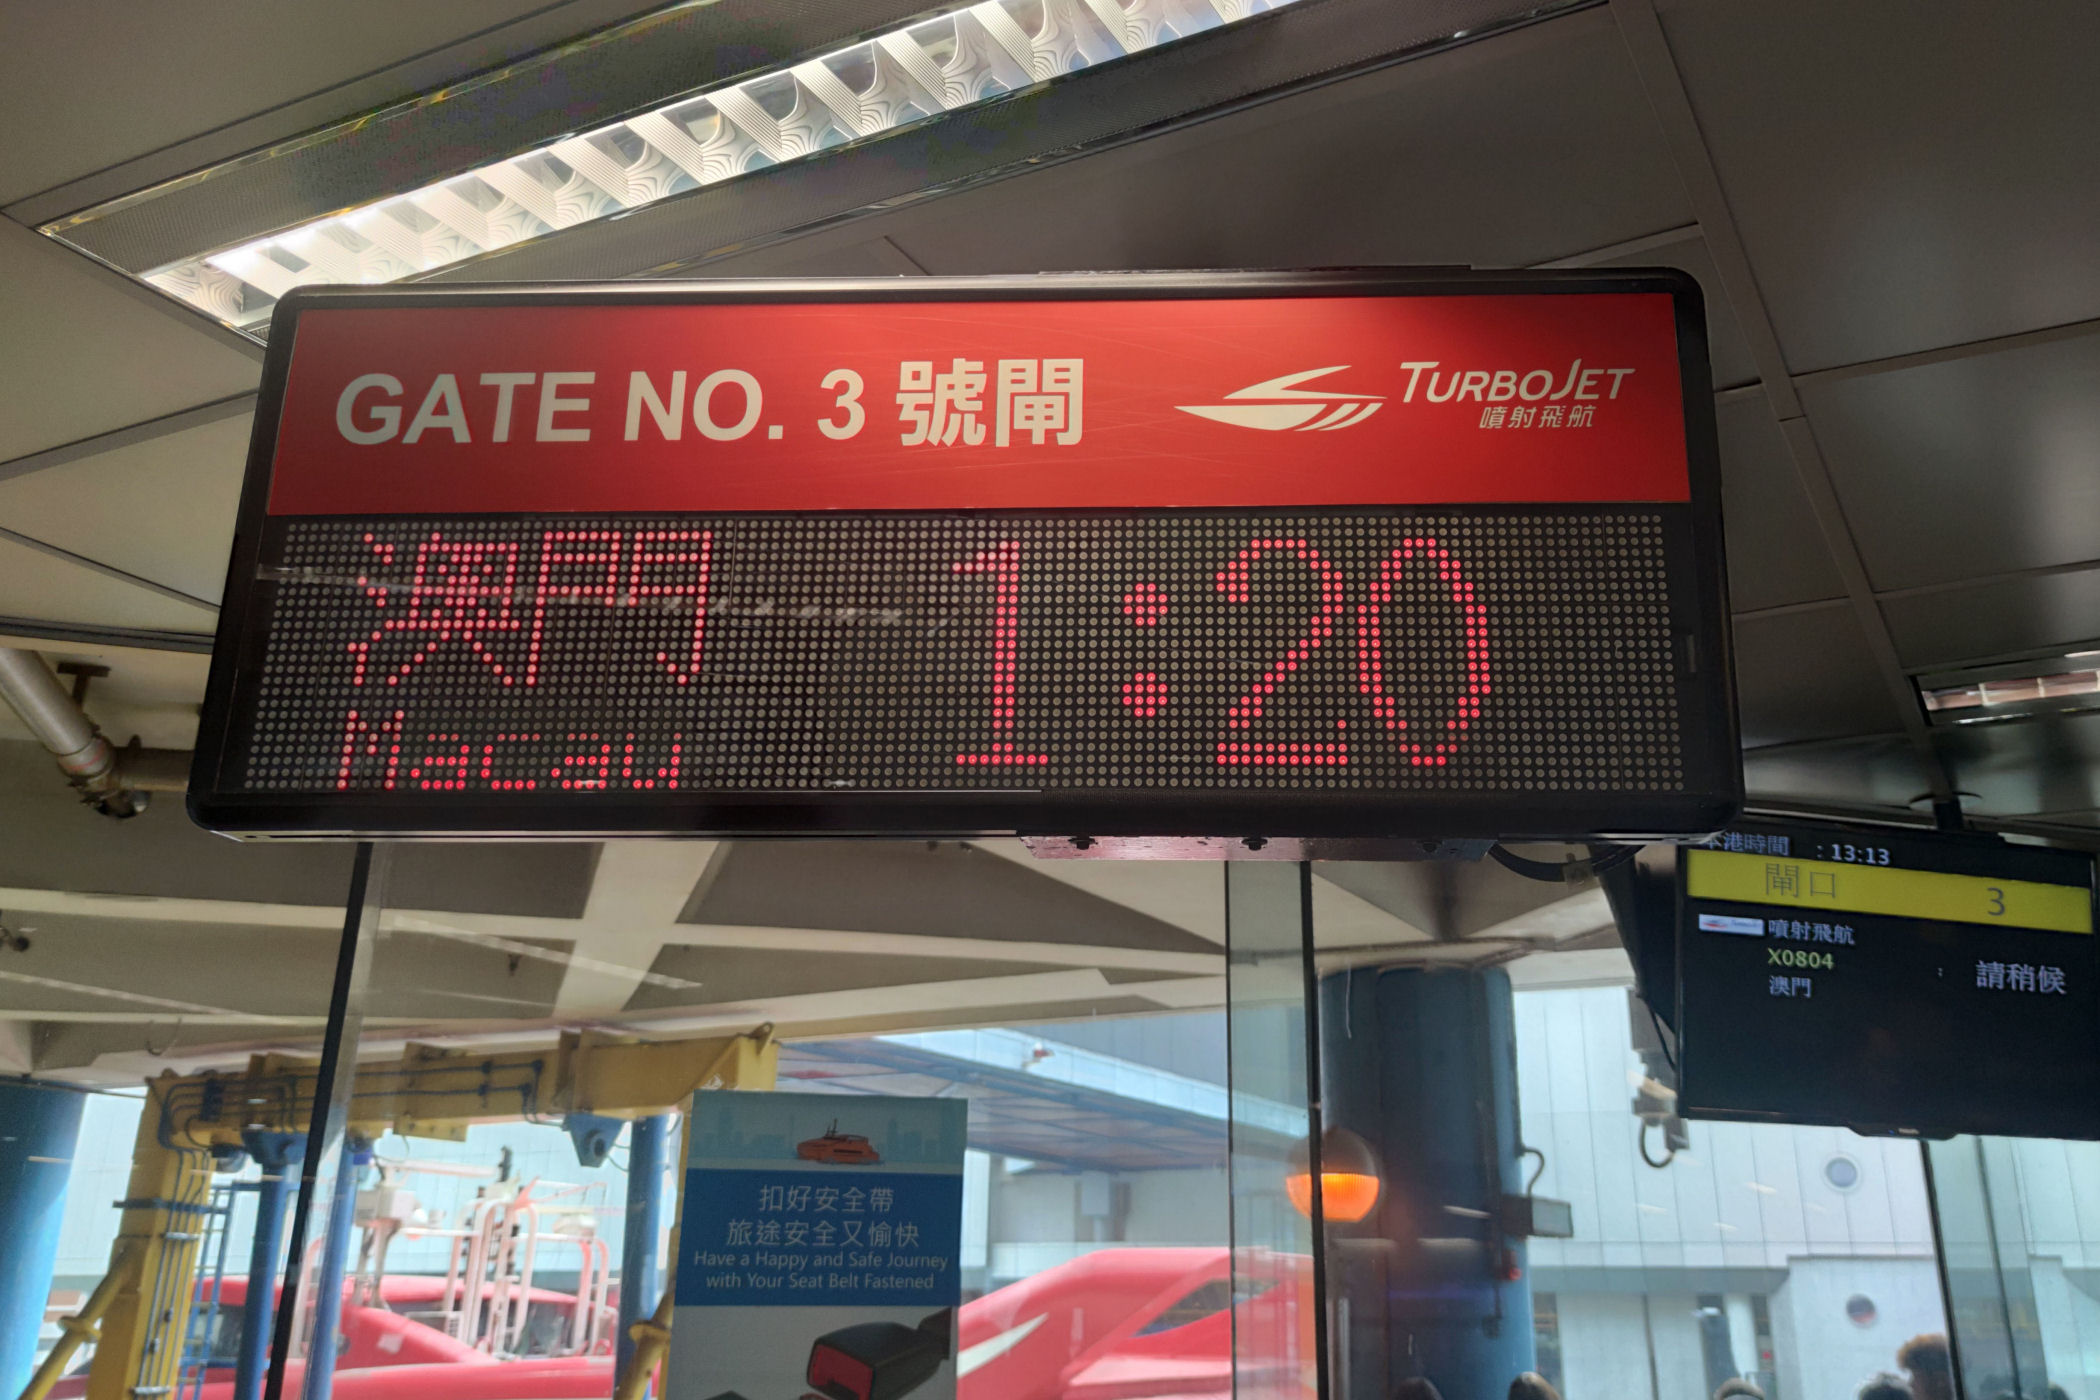 GATE NO. 3 號閘
TURBOJET
噴射飛航
澳門 1:20
Macau
本港時間 : 13:13
閘口 3
噴射飛航
X0804
澳門 : 請稍候
扣好安全帶
旅途安全又愉快
Have a Happy and Safe Journey
with Your Seat Belt Fastened